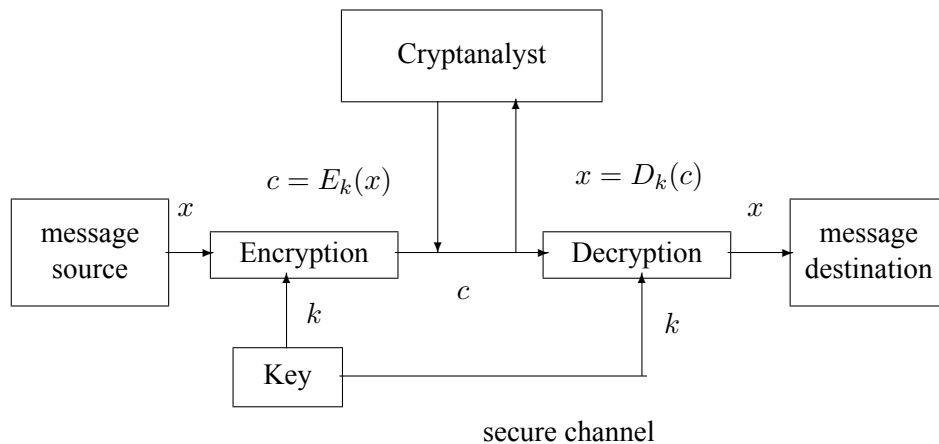 Cryptanalyst
c = E_k(x)
x = D_k(c)
x
x
message
source
Encryption
Decryption
message
destination
c
k
k
Key
secure channel